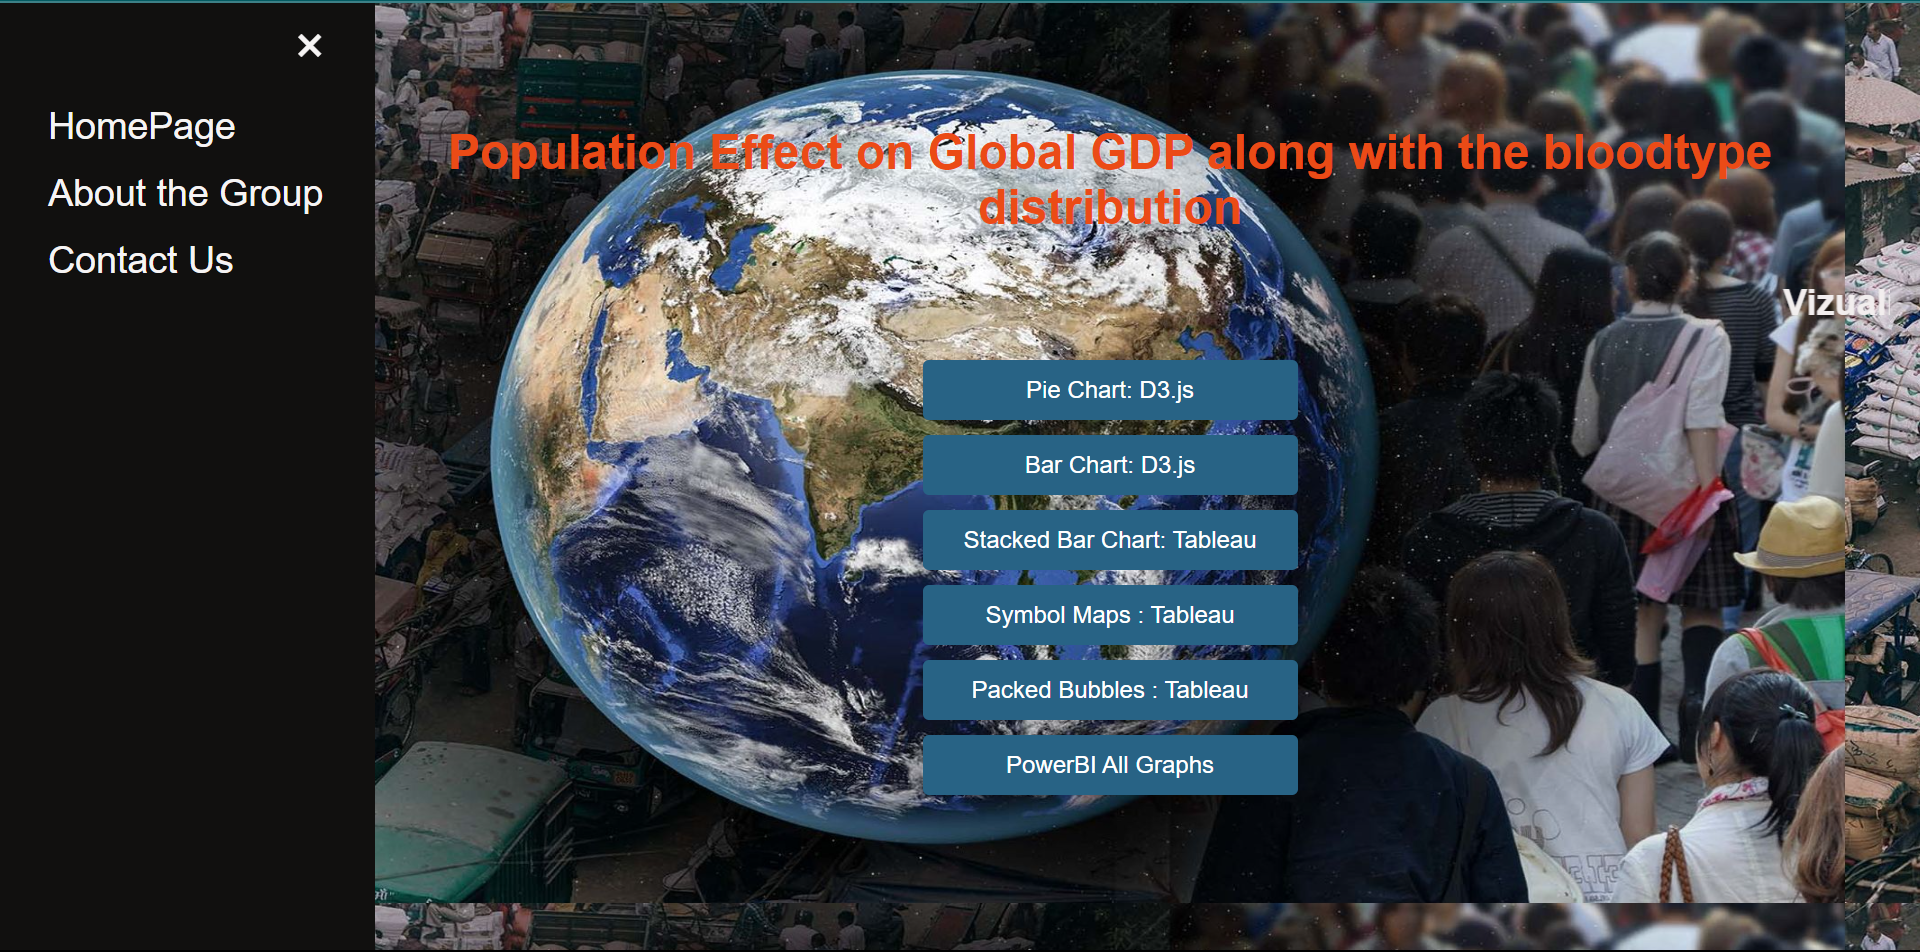 ×
HomePage
About the Group
Contact Us
Population Effect on Global GDP along with the bloodtype
distribution
Vizual
Pie Chart: D3.js
Bar Chart: D3.js
Stacked Bar Chart: Tableau
Symbol Maps : Tableau
Packed Bubbles : Tableau
PowerBI All Graphs